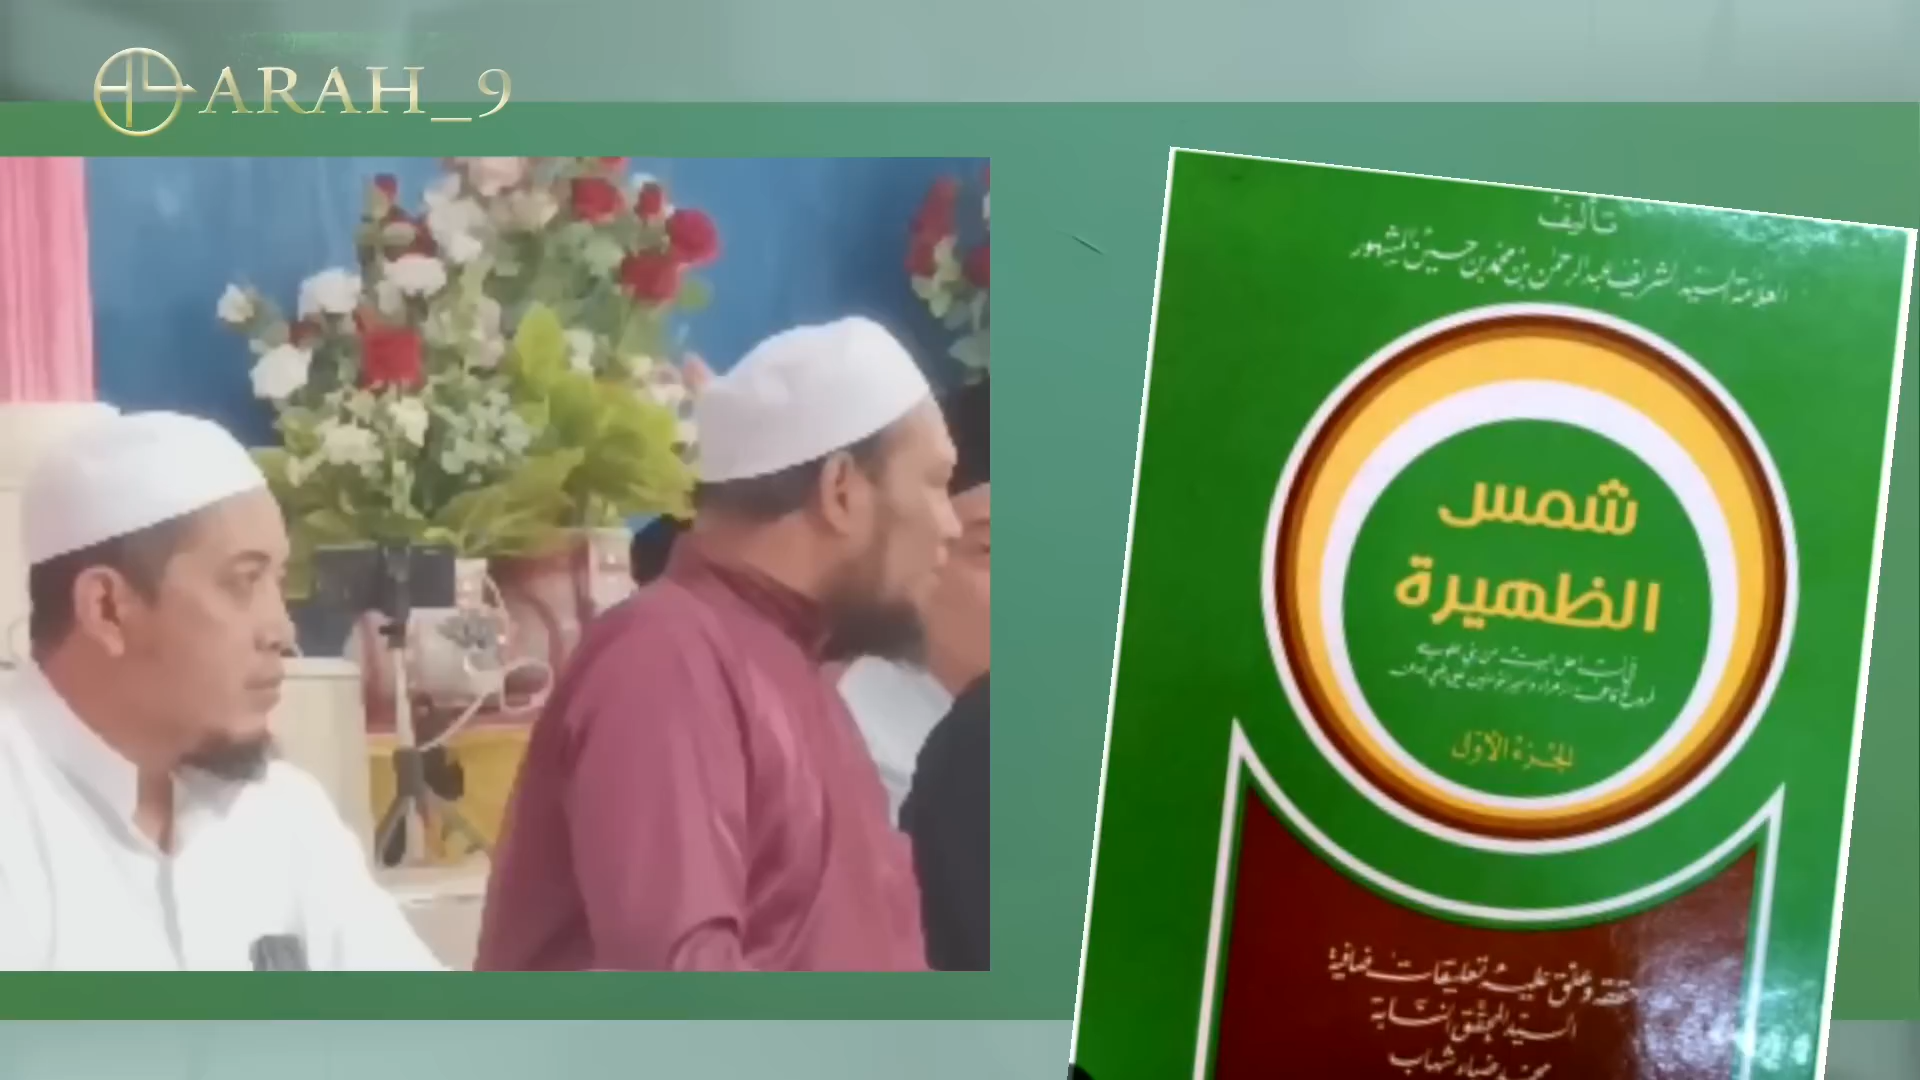 ARAH_9
تأليف
العلامة السيد الشريف عبد الرحمن بن محمد بن حسين المشهور
شمس
الظهيرة
الجزء الأول
حققه وعلق عليه تعليقات ضافية
السيد المحقق النسابة
محمد ضياء شهاب